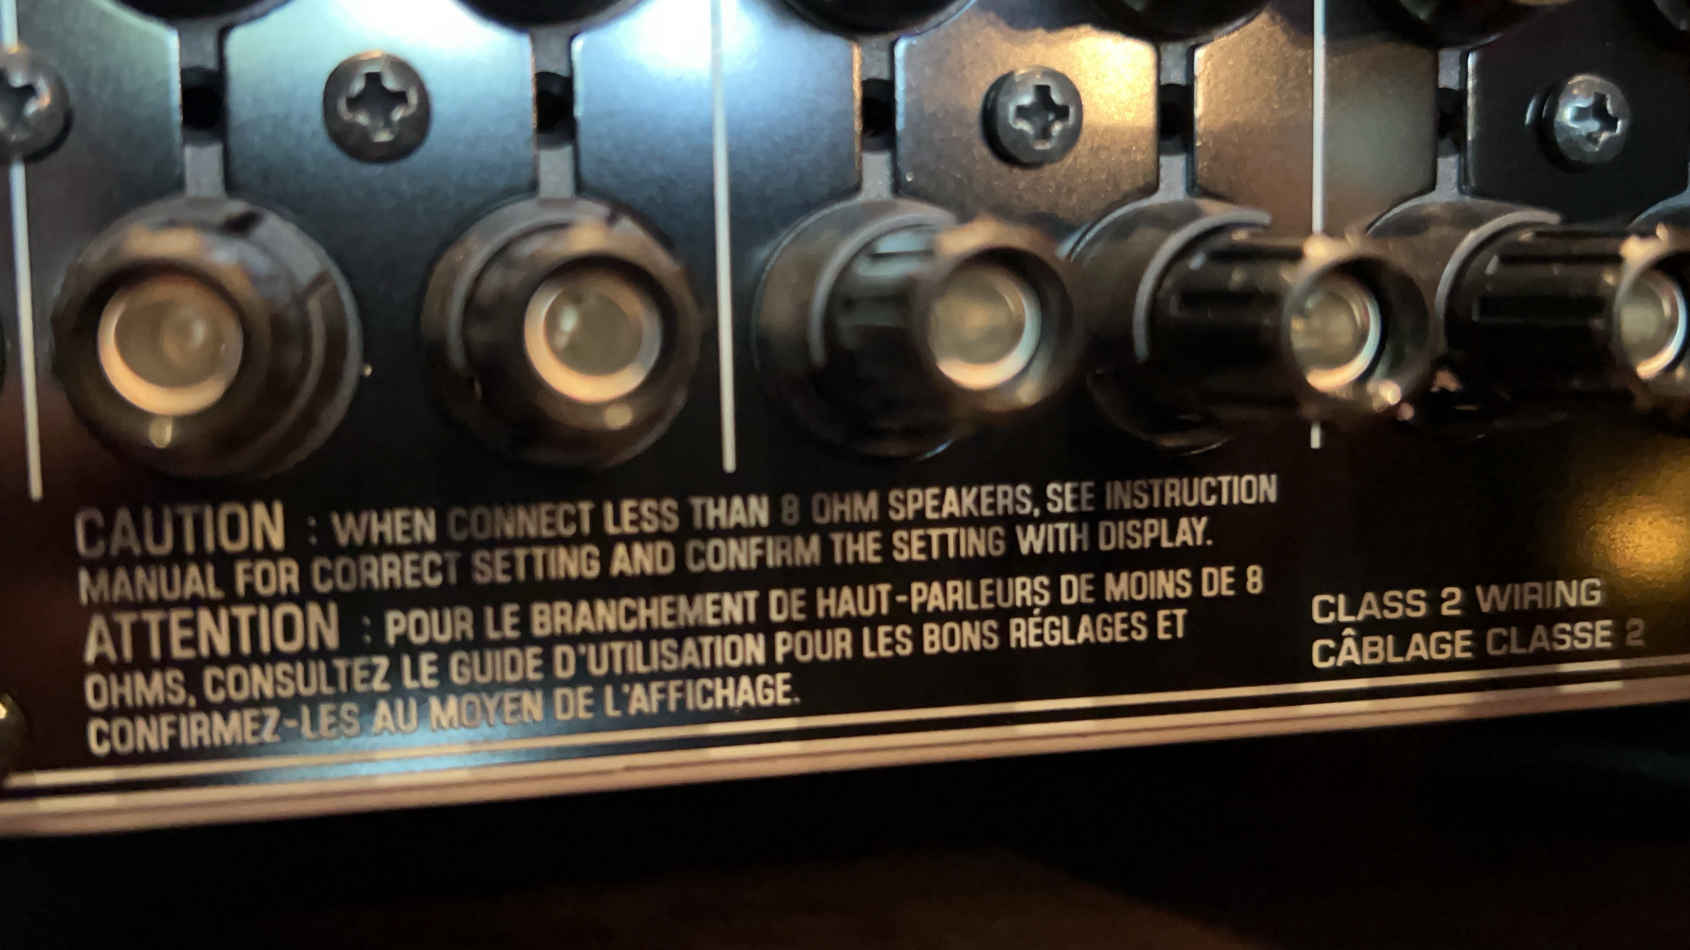 CAUTION : WHEN CONNECT LESS THAN 8 OHM SPEAKERS, SEE INSTRUCTION
MANUAL FOR CORRECT SETTING AND CONFIRM THE SETTING WITH DISPLAY.
ATTENTION : POUR LE BRANCHEMENT DE HAUT-PARLEURS DE MOINS DE 8
OHMS, CONSULTEZ LE GUIDE D'UTILISATION POUR LES BONS RÉGLAGES ET
CONFIRMEZ-LES AU MOYEN DE L'AFFICHAGE.
CLASS 2 WIRING
CÂBLAGE CLASSE 2